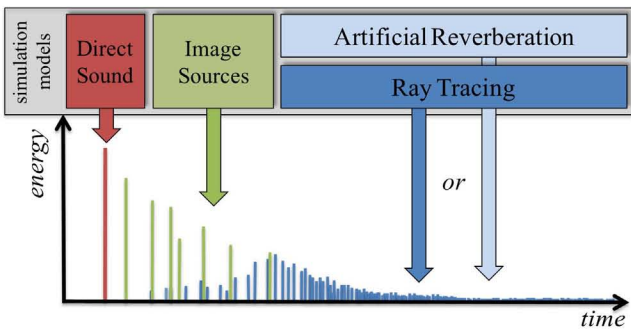 simulation
models
Direct
Sound
Image
Sources
Artificial Reverberation
Ray Tracing
energy
or
time